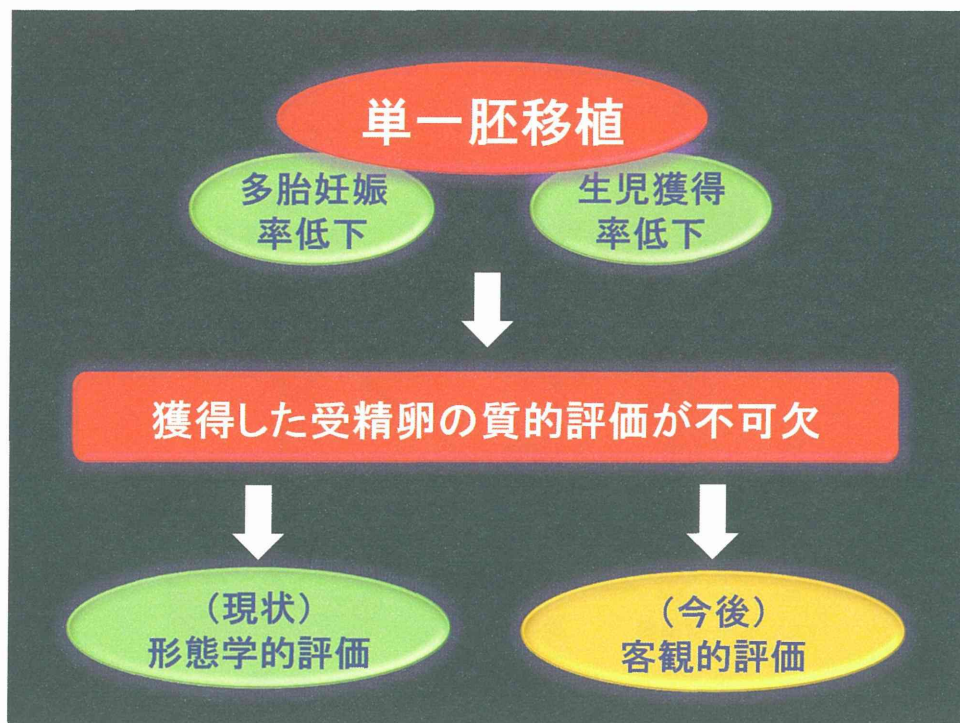 単一胚移植
多胎妊娠
率低下
生児獲得
率低下
獲得した受精卵の質的評価が不可欠
（現状）
形態学的評価
（今後）
客観的評価